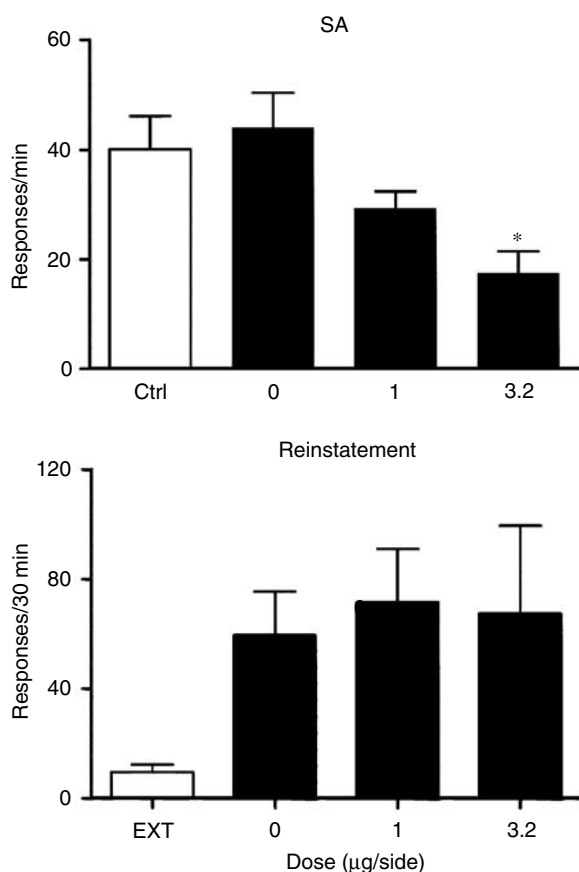 SA
Responses/min
60
40
20
0
*
Ctrl 0 1 3.2
Reinstatement
Responses/30 min
120
80
40
0
EXT 0 1 3.2
Dose (μg/side)